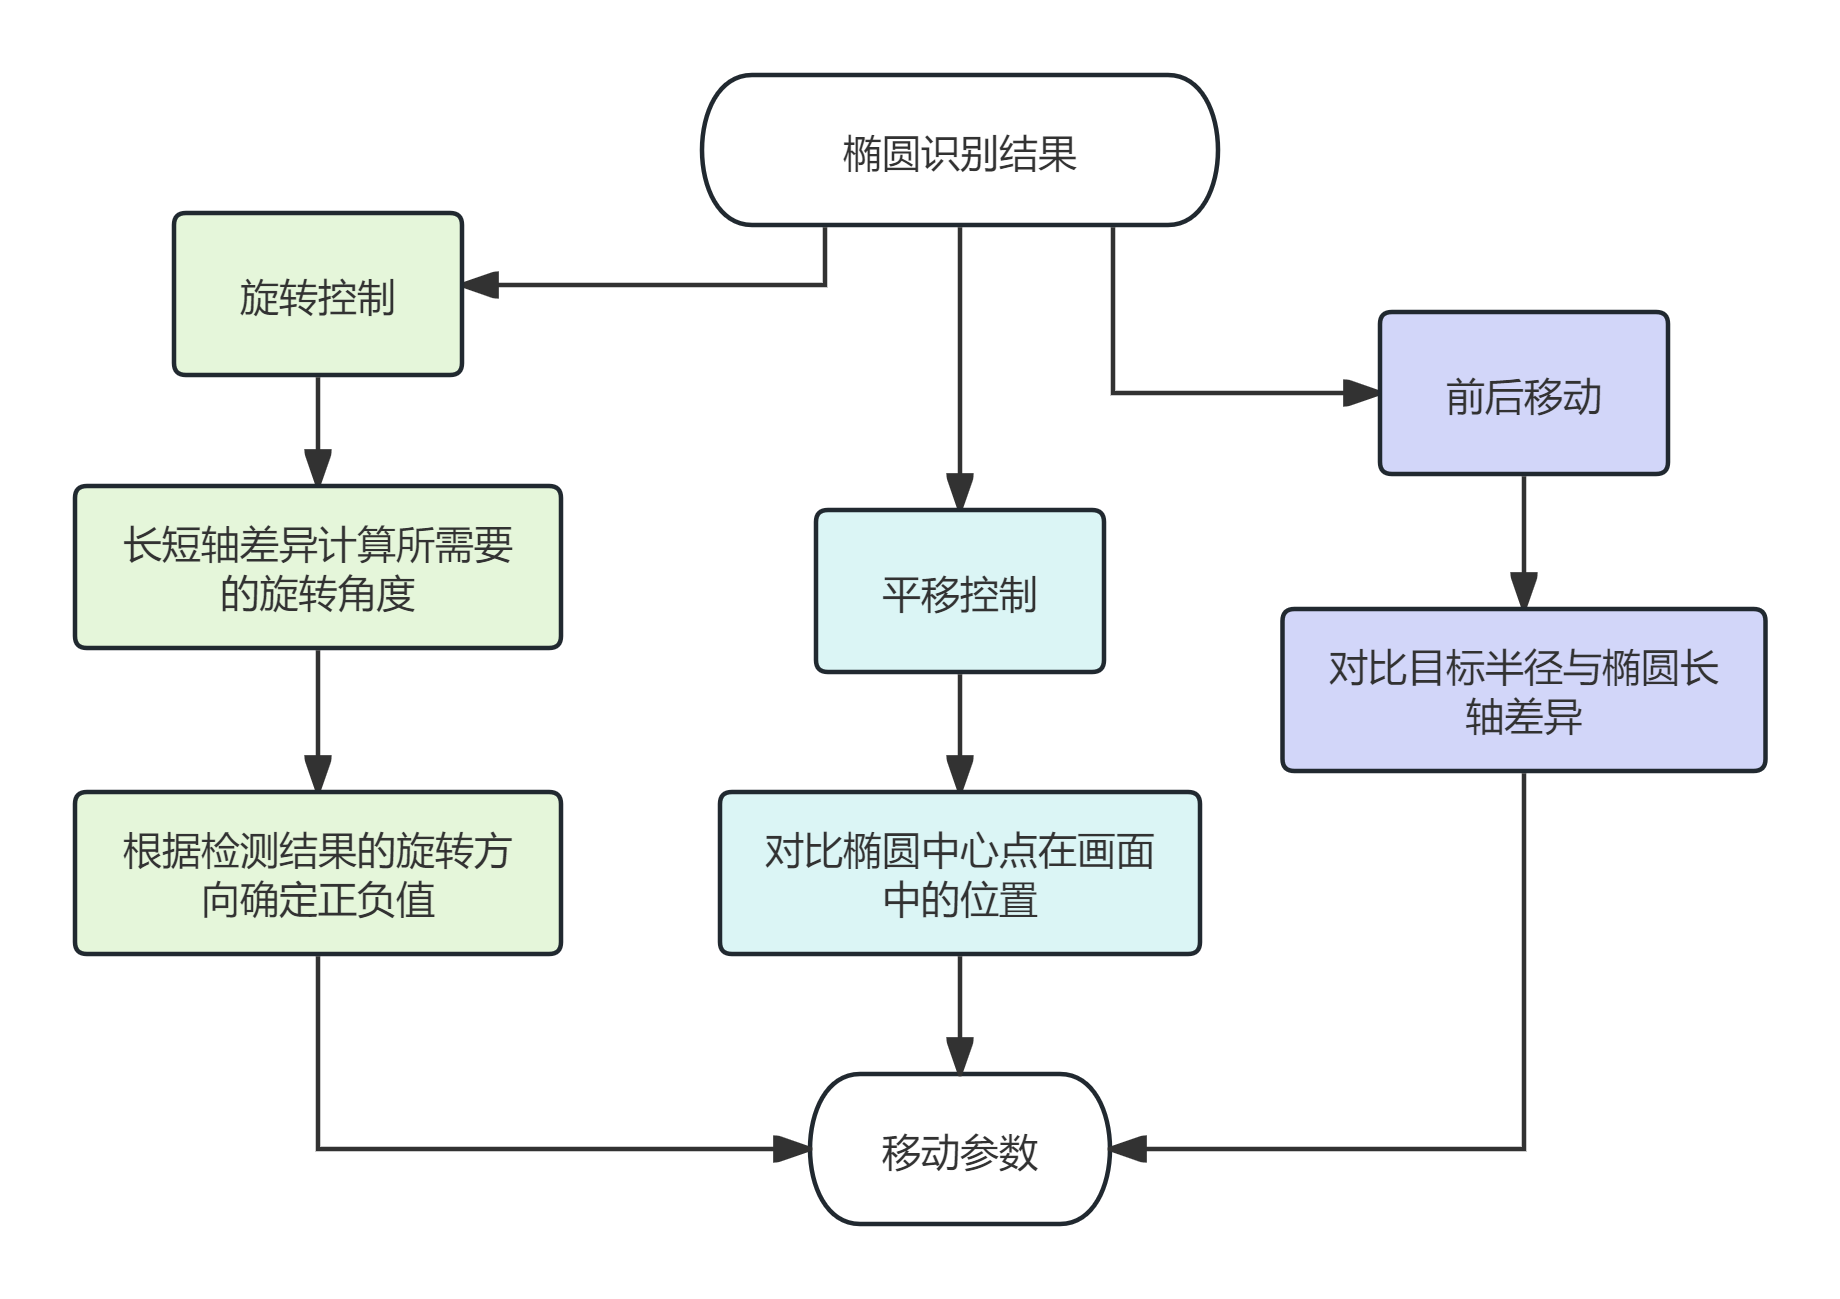 椭圆识别结果
旋转控制
前后移动
长短轴差异计算所需要
的旋转角度
平移控制
对比目标半径与椭圆长
轴差异
根据检测结果的旋转方
向确定正负值
对比椭圆中心点在画面
中的位置
移动参数